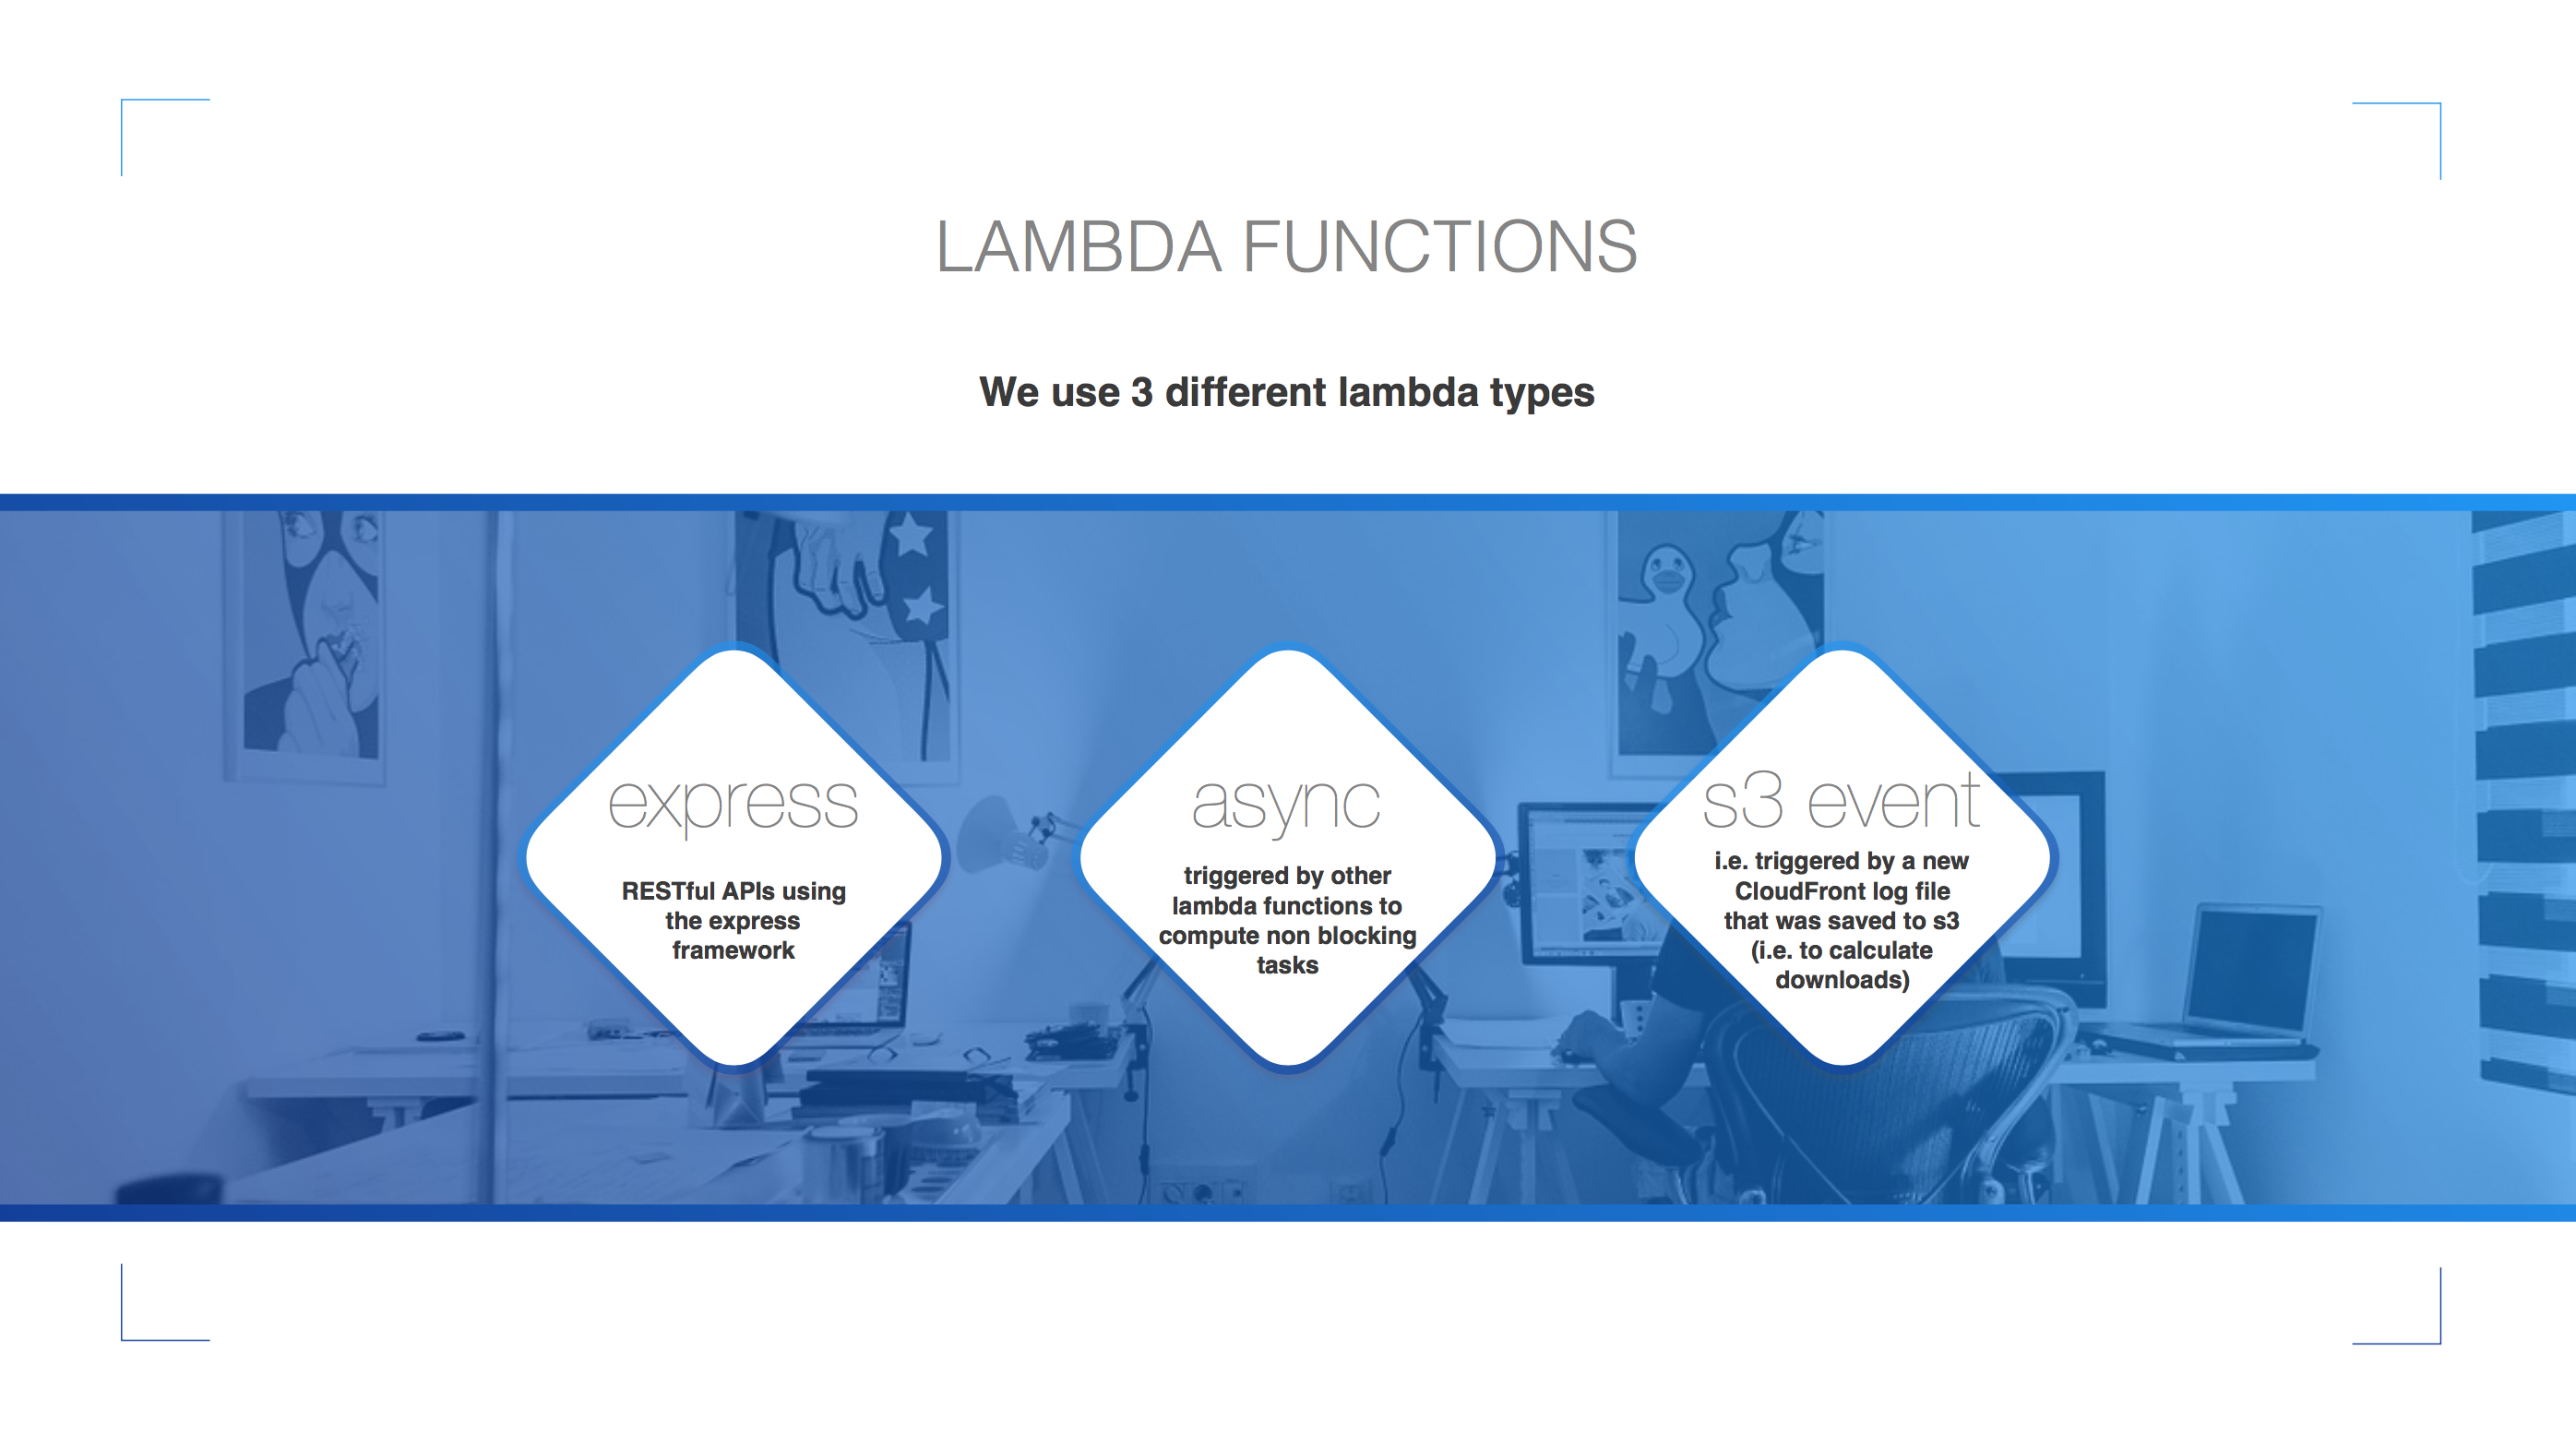 LAMBDA FUNCTIONS
We use 3 different lambda types
express
RESTful APIs using
the express
framework
async
triggered by other
lambda functions to
compute non blocking
tasks
s3 event
i.e. triggered by a new
CloudFront log file
that was saved to s3
(i.e. to calculate
downloads)